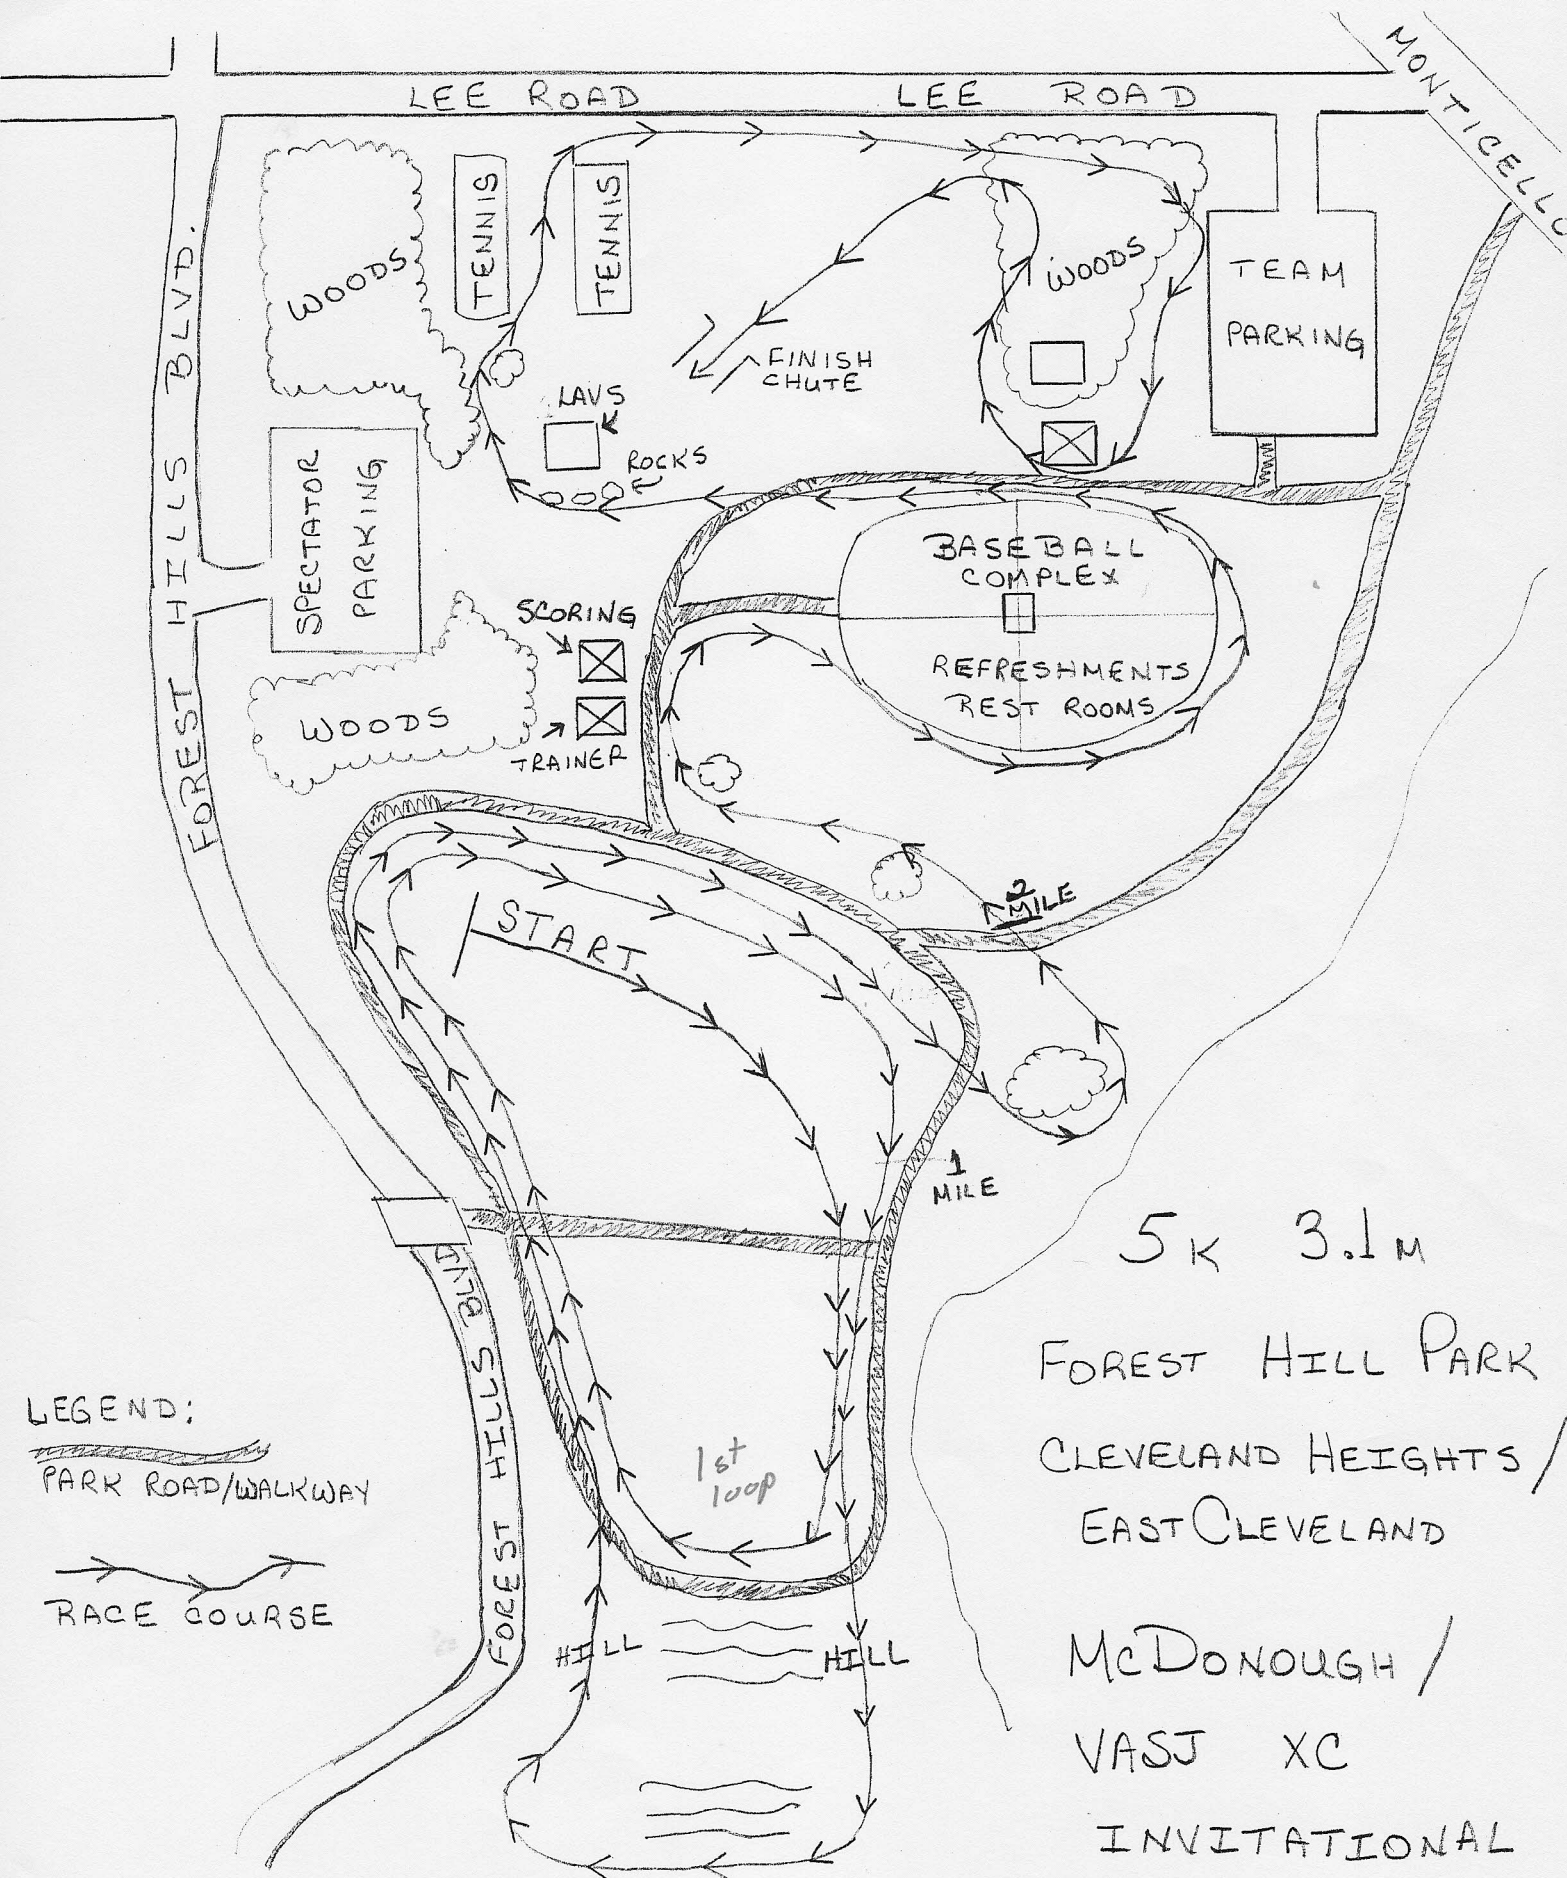 LEE ROAD
LEE ROAD
MONTICELLO
FOREST HILLS BLVD.
WOODS
TENNIS
TENNIS
WOODS
TEAM
PARKING
FINISH
CHUTE
LAVS
ROCKS
SPECTATOR
PARKING
BASEBALL
COMPLEX
REFRESHMENTS
REST ROOMS
SCORING
TRAINER
WOODS
2
MILE
START
1
MILE
FOREST HILLS BLVD
1st
loop
HILL
HILL
LEGEND:
PARK ROAD/WALKWAY
RACE COURSE
5K 3.1M
FOREST HILL PARK
CLEVELAND HEIGHTS/
EAST CLEVELAND
MCDONOUGH/
VASJ XC
INVITATIONAL